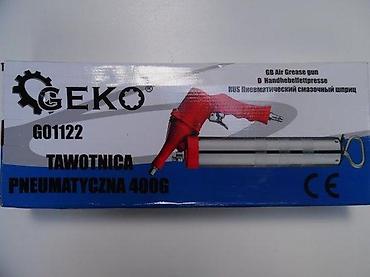 GEKO®
G01122
TAWOTNICA
PNEUMATYCZNA 400G
GB Air Grease gun
D Handhebelfettpresse
RUS Пневматический смазочный шприц
CE